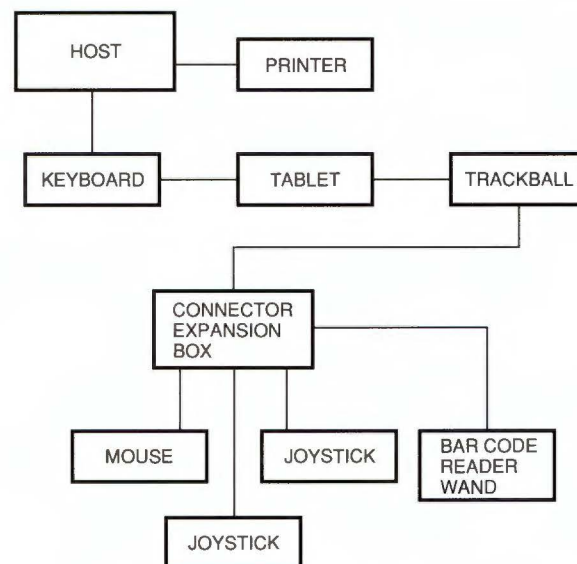 HOST
PRINTER
KEYBOARD
TABLET
TRACKBALL
CONNECTOR
EXPANSION
BOX
MOUSE
JOYSTICK
BAR CODE
READER
WAND
JOYSTICK